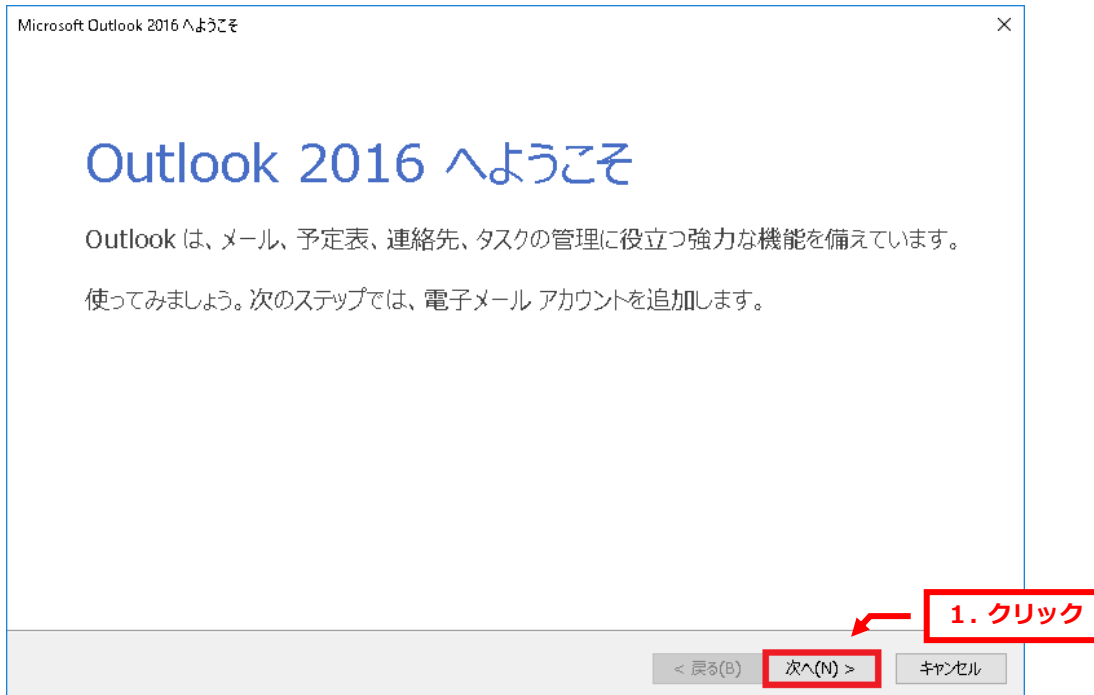 Microsoft Outlook 2016 へようこそ
Outlook 2016 へようこそ
Outlook は、メール、予定表、連絡先、タスクの管理に役立つ強力な機能を備えています。
使ってみましょう。次のステップでは、電子メール アカウントを追加します。
1. クリック
< 戻る(B) 次へ(N) > キャンセル